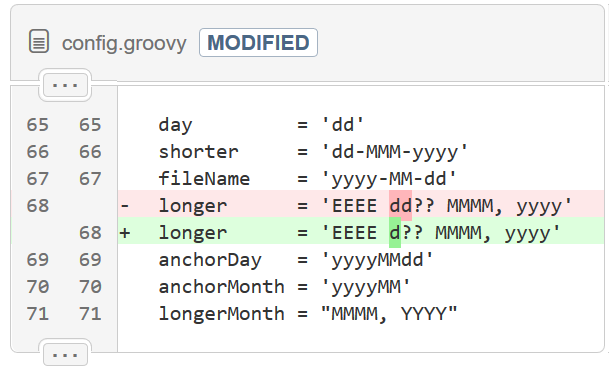 config.groovy MODIFIED
...
65 65 day = 'dd'
66 66 shorter = 'dd-MMM-yyyy'
67 67 fileName = 'yyyy-MM-dd'
68 - longer = 'EEEE dd?? MMMM, yyyy'
68 + longer = 'EEEE d?? MMMM, yyyy'
69 69 anchorDay = 'yyyyMMdd'
70 70 anchorMonth = 'yyyyMM'
71 71 longerMonth = "MMMM, YYYY"
...